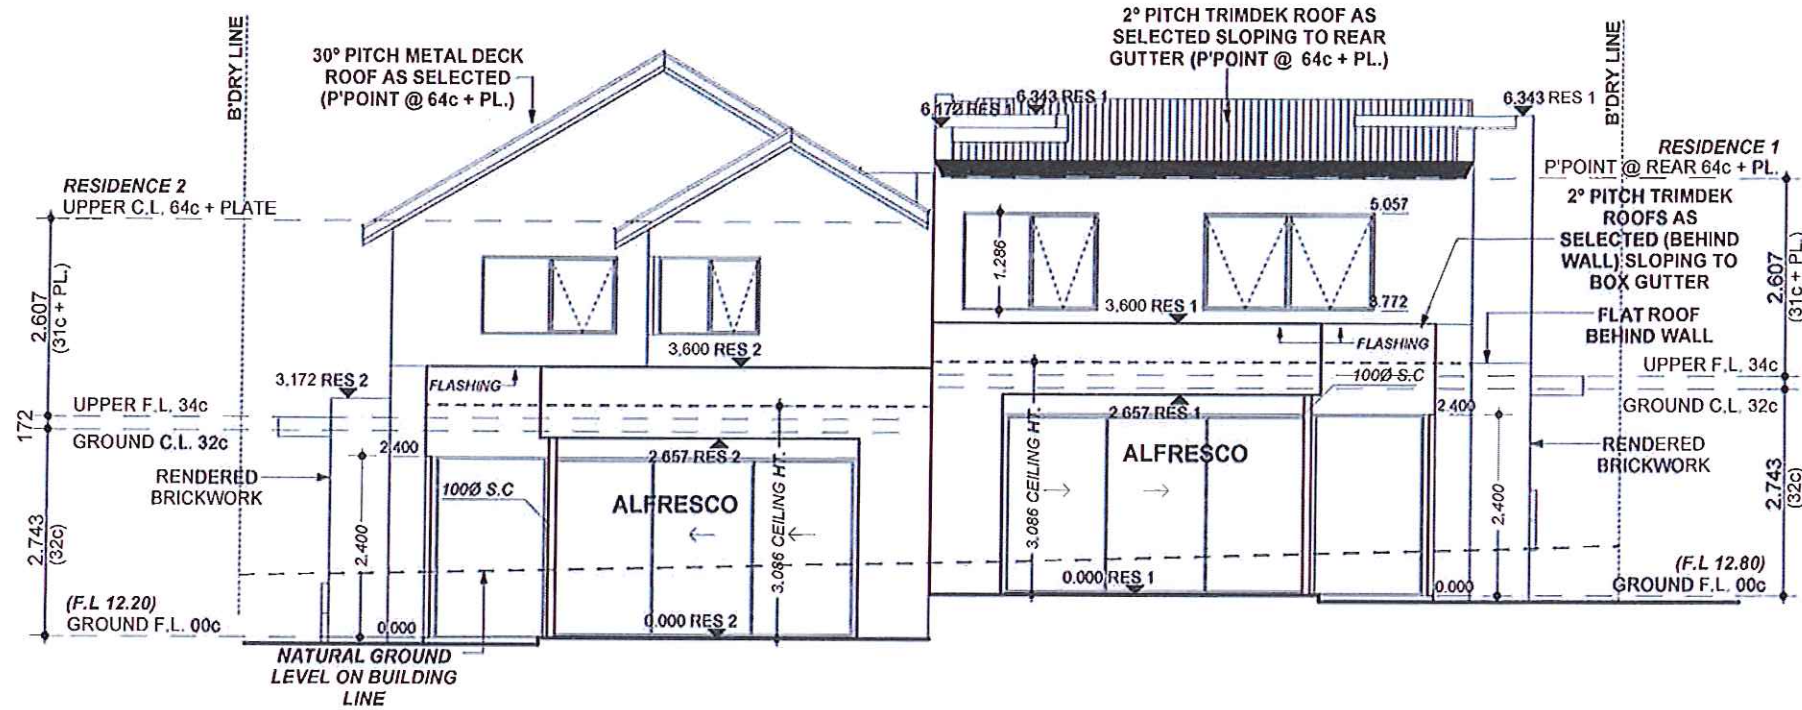 B'DRY LINE
30º PITCH METAL DECK
ROOF AS SELECTED
(P'POINT @ 64c + PL.)
2º PITCH TRIMDEK ROOF AS
SELECTED SLOPING TO REAR
GUTTER (P'POINT @ 64c + PL.)
B'DRY LINE
6.172 RES 1
6.343 RES 1
6.343 RES 1
RESIDENCE 1
P'POINT @ REAR 64c + PL.
RESIDENCE 2
UPPER C.L. 64c + PLATE
2º PITCH TRIMDEK
ROOFS AS
SELECTED (BEHIND
WALL) SLOPING TO
BOX GUTTER
5.057
1.286
3.772
3,600 RES 1
FLAT ROOF
BEHIND WALL
FLASHING
2.607
(31c + PL.)
2.607
(31c + PL.)
3,600 RES 2
FLASHING
3,172 RES 2
100Ø S.C
UPPER F.L. 34c
UPPER F.L. 34c
172
GROUND C.L. 32c
GROUND C.L. 32c
2.657 RES 1
2.400
2.400
2.657 RES 2
ALFRESCO
RENDERED
BRICKWORK
RENDERED
BRICKWORK
100Ø S.C
ALFRESCO
3.086 CEILING HT.
3.086 CEILING HT.
2.400
2.400
2.743
(32c)
2.743
(32c)
0.000 RES 1
0.000
(F.L 12.80)
GROUND F.L. 00c
(F.L 12.20)
GROUND F.L. 00c
0.000
0.000 RES 2
NATURAL GROUND
LEVEL ON BUILDING
LINE